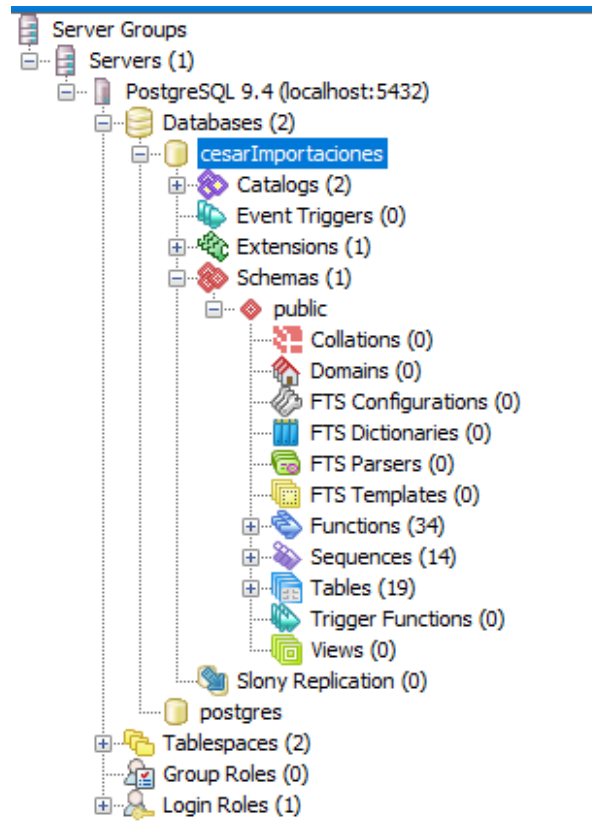 Server Groups
Servers (1)
PostgreSQL 9.4 (localhost:5432)
Databases (2)
cesarImportaciones
Catalogs (2)
Event Triggers (0)
Extensions (1)
Schemas (1)
public
Collations (0)
Domains (0)
FTS Configurations (0)
FTS Dictionaries (0)
FTS Parsers (0)
FTS Templates (0)
Functions (34)
Sequences (14)
Tables (19)
Trigger Functions (0)
Views (0)
Slony Replication (0)
postgres
Tablespaces (2)
Group Roles (0)
Login Roles (1)